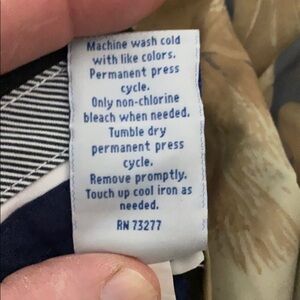 Machine wash cold
with like colors.
Permanent press
cycle.
Only non-chlorine
bleach when needed.
Tumble dry
permanent press
cycle.
Remove promptly.
Touch up cool iron as
needed.
RN 73277